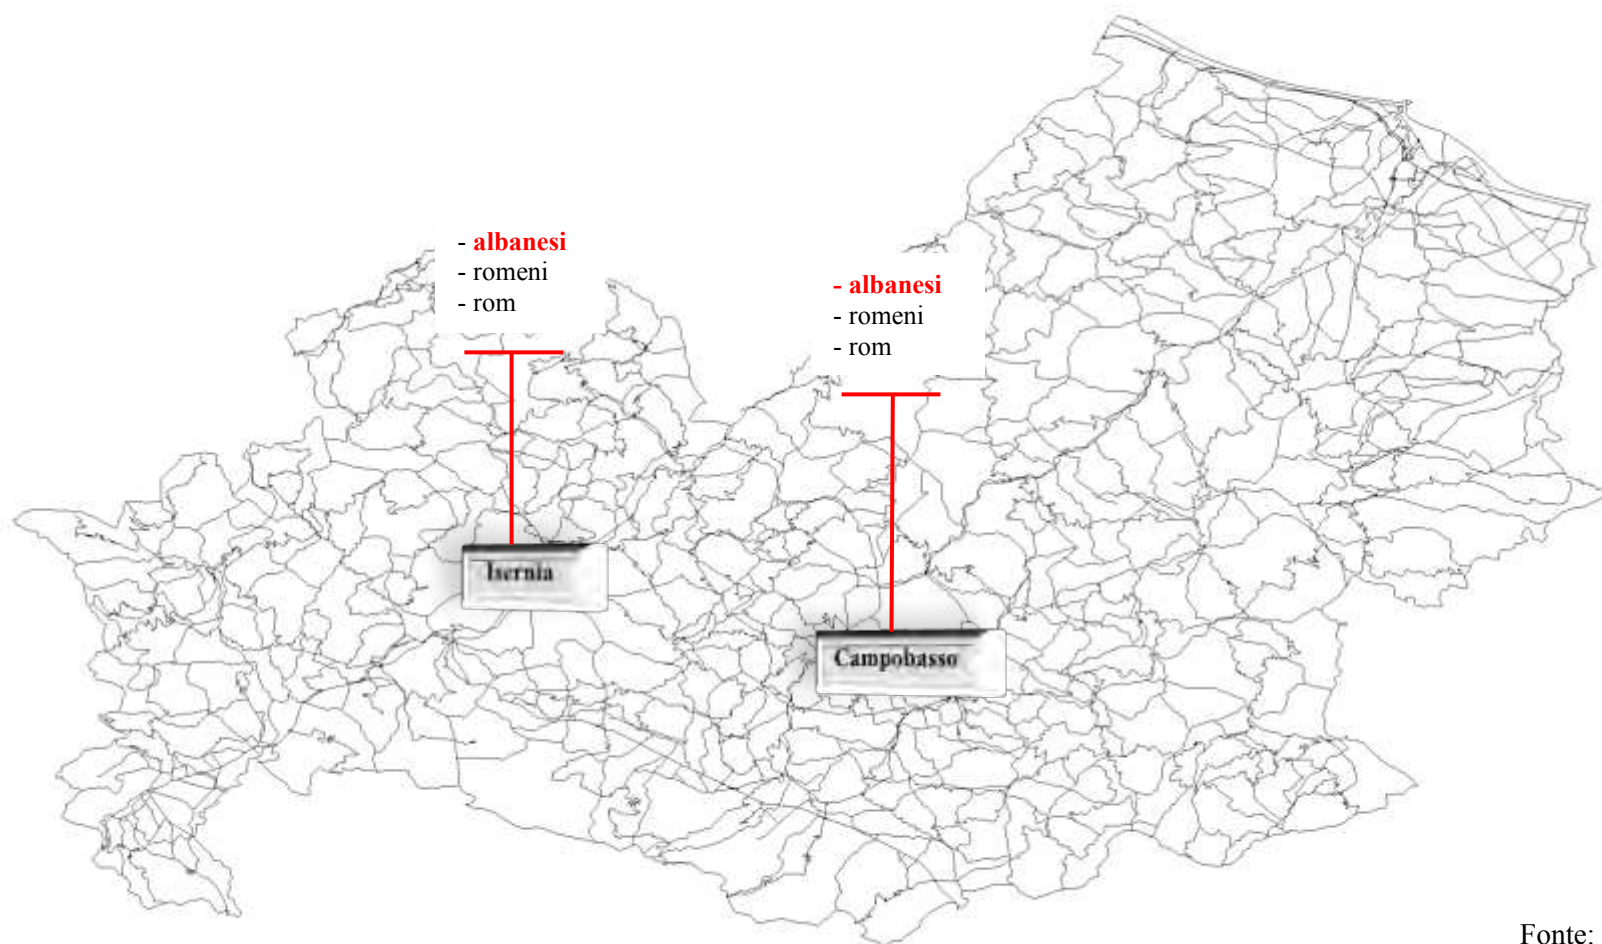 - albanesi
- romeni
- rom
- albanesi
- romeni
- rom
Isernia
Campobasso
Fonte: